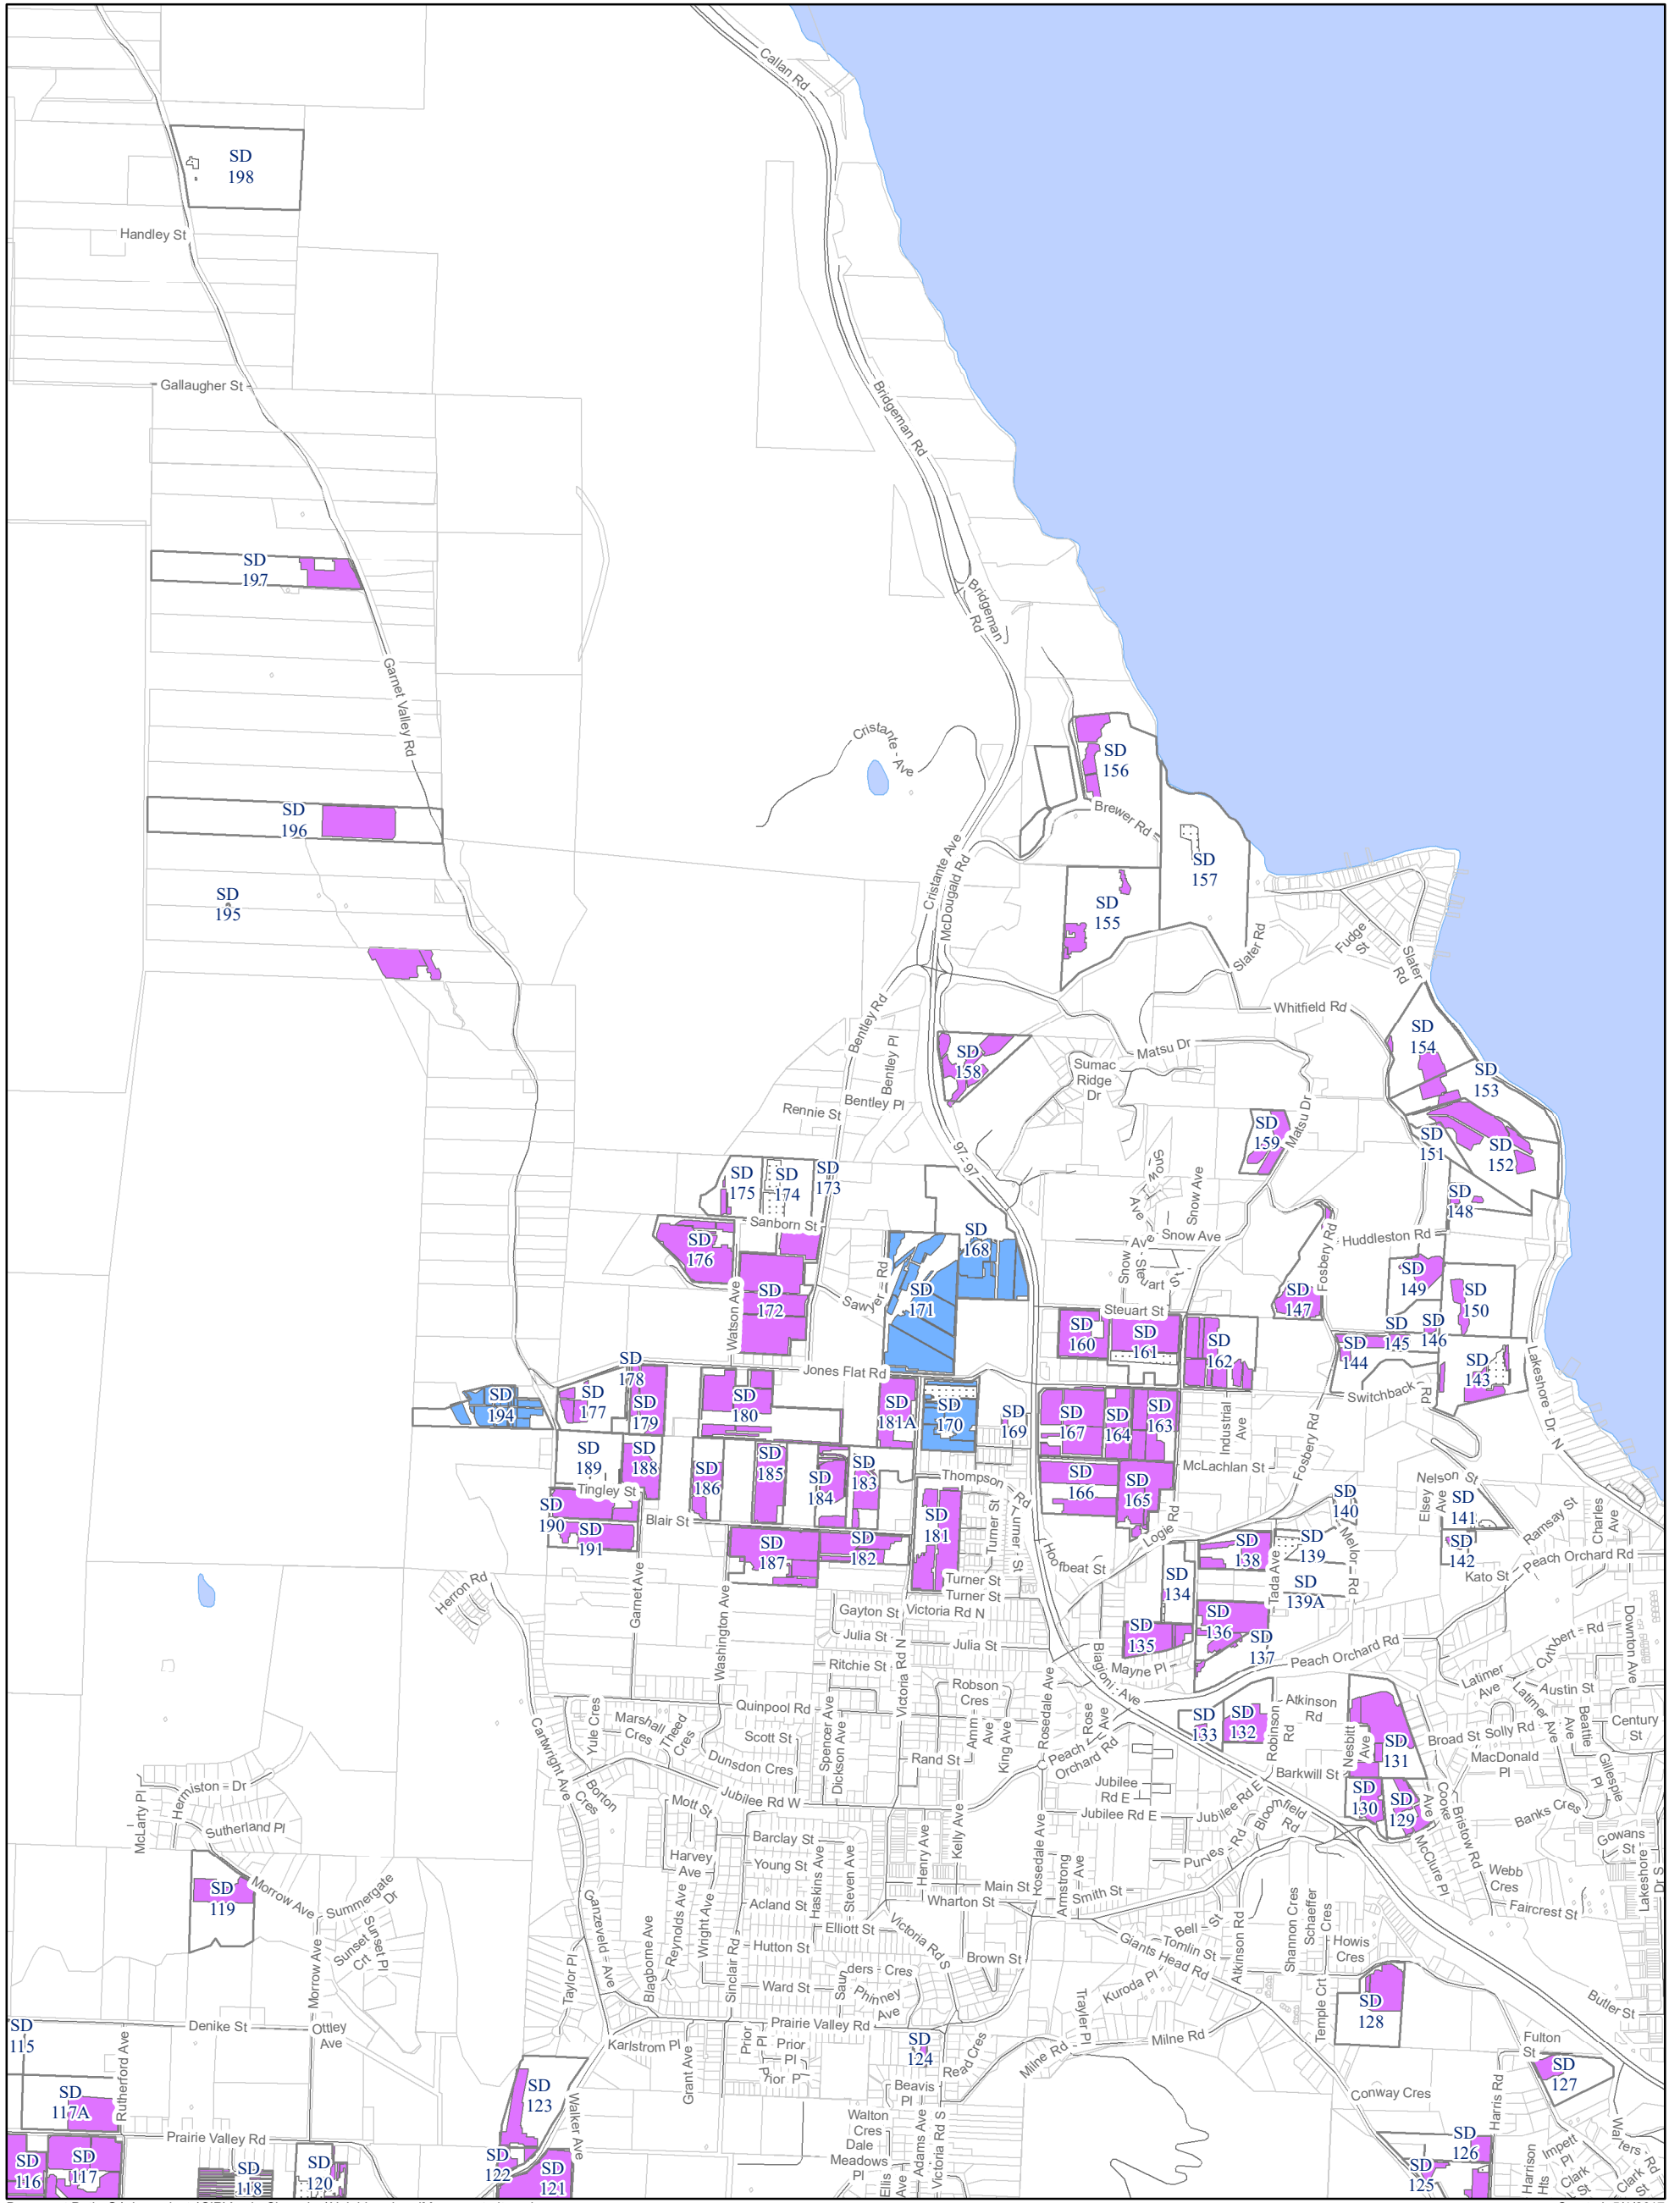 Callan Rd
SD
198
Handley St
Gallaugher St
Bridgeman Rd
SD
197
Bridgeman
Rd
Garnet Valley Rd
Cristante - Ave
SD
156
SD
196
Brewer Rd
SD
157
Cristante Ave
McDougald Rd
SD
195
SD
155
Slater Rd
Fudge
St
Slater
Rd
Bentley Rd
Whitfield Rd
SD
154
SD
158
Bentley Pl
Matsu Dr
Sumac
Ridge
Dr
SD
153
Bentley Pl
Rennie St
SD
159
Matsu Dr
SD
151
SD
152
97 : 97
SD
175
SD
174
SD
173
Snow
Ave
Snow Ave
SD
148
Sanborn St
SD
176
SD
168
Snow Ave
Huddleston Rd
Fosbery Rd
SD
149
SD
147
SD
150
Sawyer - Rd
SD
171
SD
172
Watson Ave
Steuart St
SD
160
SD
161
SD
162
SD
144
SD
145
SD
146
SD
143
Lakeshore - Dr N
Jones Flat Rd
SD
178
SD
177
SD
179
SD
180
SD
181A
SD
170
SD
169
SD
194
Switchback
Rd
SD
167
SD
164
SD
163
Industrial
Ave
Fosbery Rd
SD
189
SD
188
SD
186
SD
185
SD
184
SD
183
Thompson
Rd
SD
166
SD
165
McLachlan St
Nelson St
Elsey
Ave
SD
141
Tingley St
SD
190
SD
191
Blair St
SD
187
SD
182
SD
181
Turner St
Turner - St
Logie Rd
SD
140
SD
138
SD
139
Mellor - Rd
SD
142
Ramsay St
Charles
Ave
Peach Orchard Rd
Kato St
Hoofbeat St
Herron Rd
Garnet Ave
Turner St
Turner St
SD
134
Tada Ave
SD
139A
Gayton St
Victoria Rd N
Julia St
Julia St
Ritchie St
Victoria Rd N
Washington Ave
SD
135
SD
136
SD
137
Mayne Pl
Biagioni - Ave
Peach Orchard Rd
Cuthbert - Rd
Downton Ave
Latimer
Ave
Latimer Ave
Austin St
Robson
Cres
Quinpool Rd
Yule Cres
Marshall
Cres
Theed
Cres
Scott St
Spencer Ave
Dickson Ave
Rand St
Amm
Ave
King Ave
Rosedale Ave
SD
133
SD
132
Atkinson
Rd
Robinson
Rd
Nesbitt
Ave
SD
131
Broad St
Solly Rd
Beattie
Ave
Century
St
MacDonald
Pl
Gillespie
Pl
Cartwright Ave
Dunsdon Cres
Peach
Orchard Rd
Barkwill St
Jubilee
Rd E
Borton
Cres
Jubilee Rd W
Jubilee Rd E
Jubilee Rd E
Bloomfield
Rd
SD
130
SD
129
Cooke
Ave
Bristow Rd
Banks Cres
McLarty Pl
Hermiston - Dr
Sutherland Pl
Mott St
Barclay St
Harvey
Ave
Young St
Haskins Ave
Steven Ave
Henry Ave
Kelly Ave
Purves - Rd
McClure Pl
Gowans
St
Webb
Cres
Lakeshore
Dr S
SD
119
Morrow Ave
Summergate
Dr
Sunset
Crt
Sunset Pl
Ganzeveld - Ave
Reynolds Ave
Wright Ave
Acland St
Main St
Wharton St
Rosedale Ave
Armstrong
Ave
Smith St
Faircrest St
Elliott St
Victoria Rd S
Bell - St
Tomlin St
Giants Head Rd
Atkinson Rd
Shannon Cres
Schaeffer
Cres
Howis
Cres
Blagborne Ave
Hutton St
Sinclair Rd
Brown St
Morrow Ave
Taylor Pl
Ward St
Saunders - Cres
Phinney
Ave
Kuroda Pl
Trayler Pl
Temple Crt
SD
128
Butler St
SD
115
Denike St
Ottley
Ave
Prairie Valley Rd
Karlstrom Pl
Prior
Pl
Prior
Pl
SD
124
Read Cres
Milne Rd
Milne Rd
Fulton
St
SD
127
Rutherford Ave
SD
117A
SD
123
Walker Ave
Grant Ave
Beavis
Pl
Conway Cres
Harris Rd
Walton
Cres
Dale
Meadows
Pl
Adams Ave
Victoria Rd S
Walters - Rd
Prairie Valley Rd
SD
116
SD
117
SD
118
SD
120
SD
122
SD
121
Ellis
Ave
SD
126
SD
125
Harrison
Hts
Impett
Pl
Clark
St
Clark
St